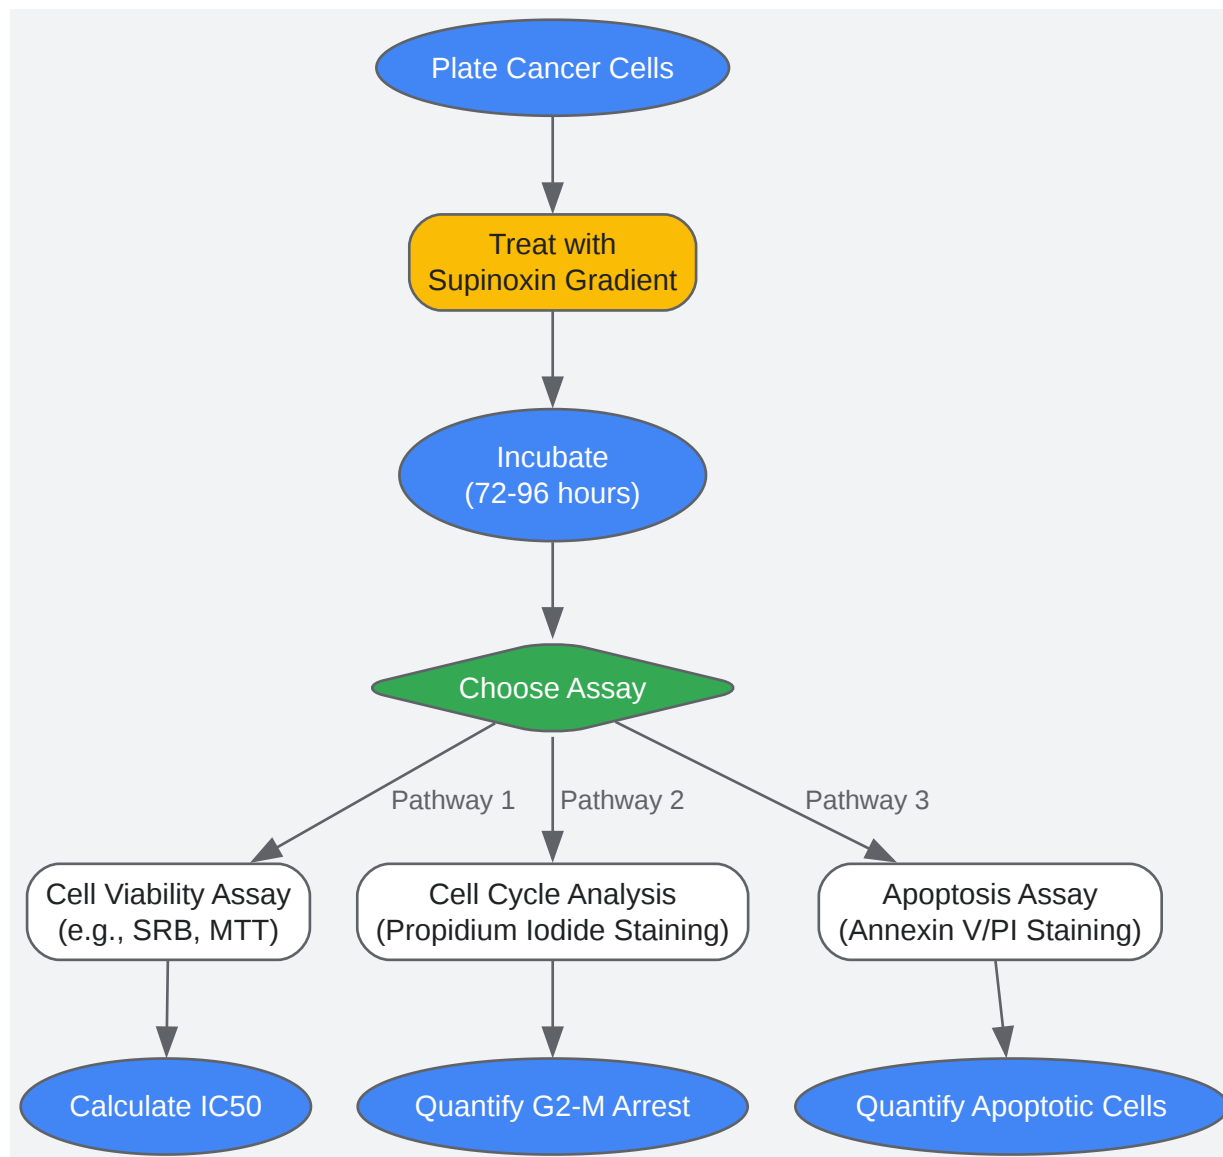 Plate Cancer Cells
Treat with
Supinoxin Gradient
Incubate
(72-96 hours)
Choose Assay
Pathway 1
Pathway 2
Pathway 3
Cell Viability Assay
(e.g., SRB, MTT)
Cell Cycle Analysis
(Propidium Iodide Staining)
Apoptosis Assay
(Annexin V/PI Staining)
Calculate IC50
Quantify G2-M Arrest
Quantify Apoptotic Cells